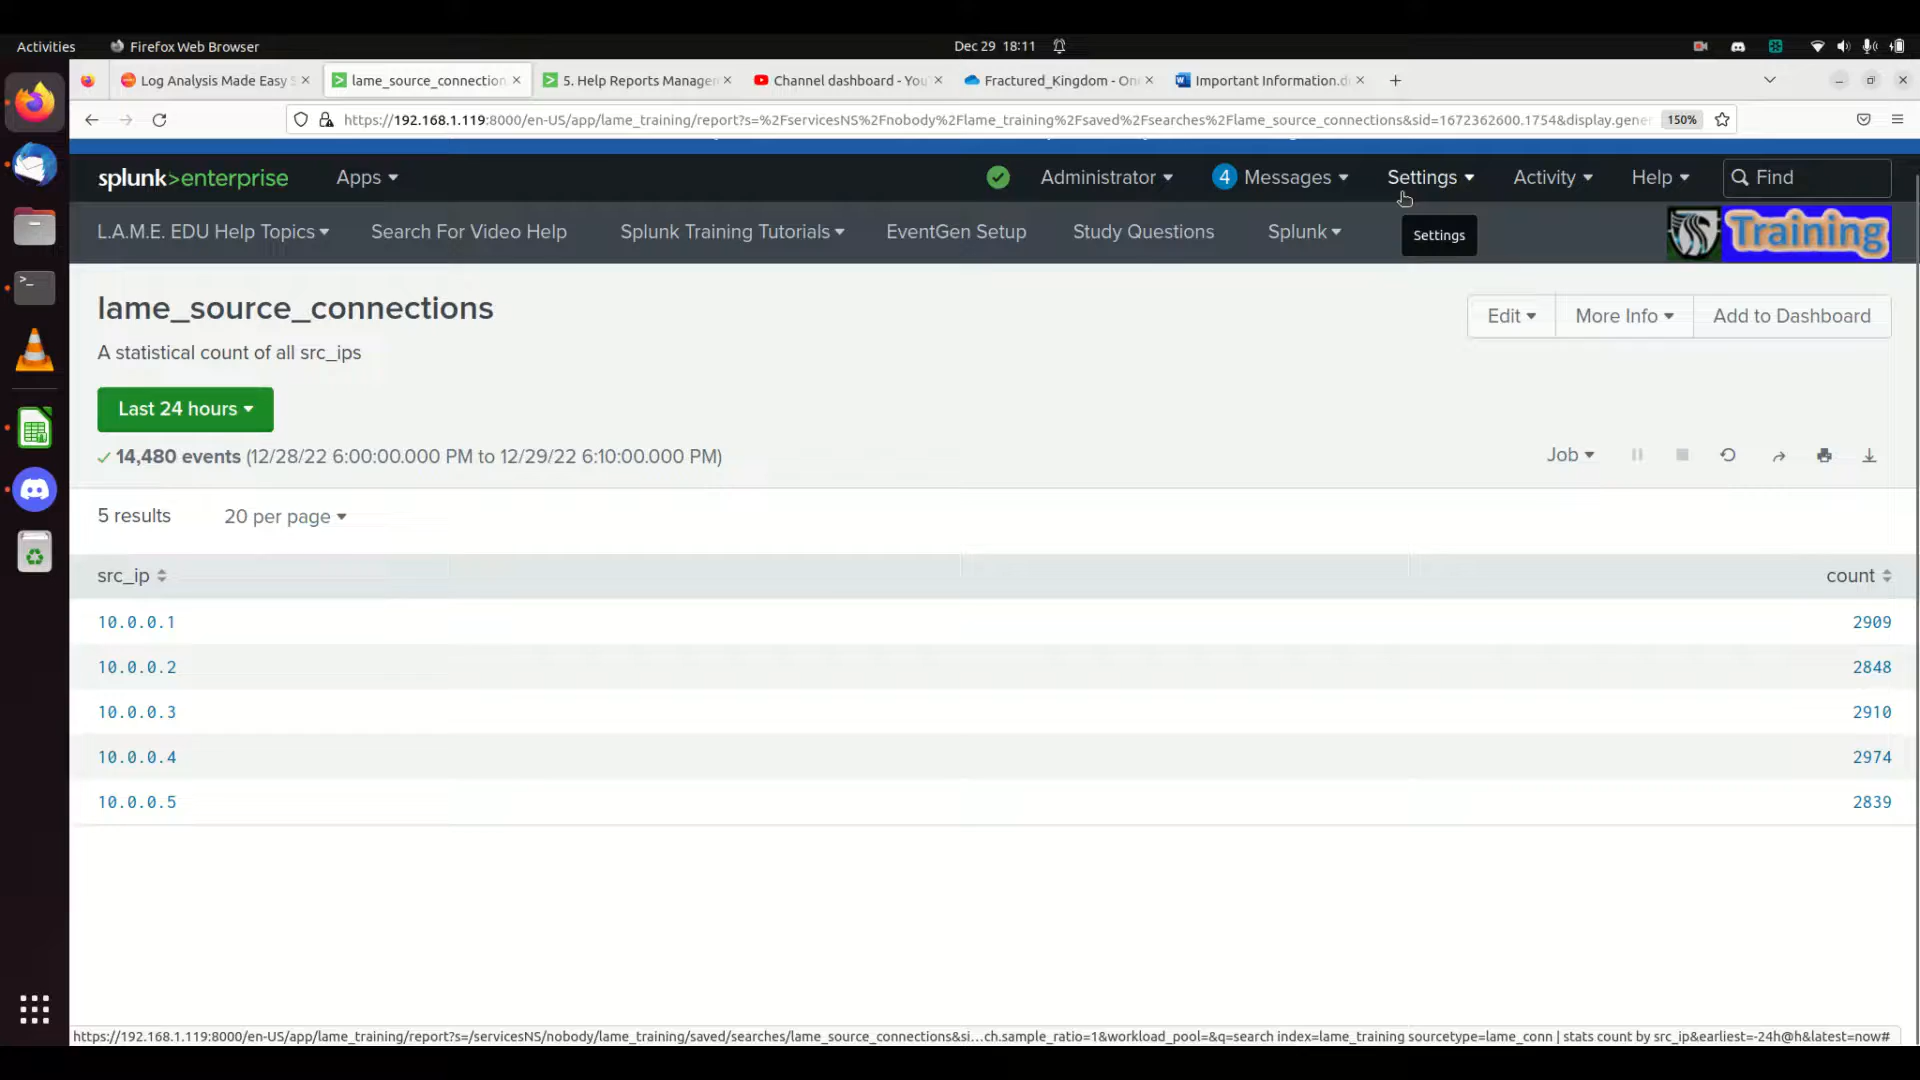 Activities
Firefox Web Browser
Dec 29 18:11
Log Analysis Made Easy S
lame_source_connection
5. Help Reports Manager
Channel dashboard - You
Fractured_Kingdom - On
Important Information.d
https://192.168.1.119:8000/en-US/app/lame_training/report?s=%2FservicesNS%2Fnobody%2Flame_training%2Fsaved%2Fsearches%2Flame_source_connections&sid=1672362600.1754&display.gene
150%
splunk>enterprise
Apps
Administrator
4 Messages
Settings
Activity
Help
Find
L.A.M.E. EDU Help Topics
Search For Video Help
Splunk Training Tutorials
EventGen Setup
Study Questions
Splunk
Settings
Training
lame_source_connections
Edit
More Info
Add to Dashboard
A statistical count of all src_ips
Last 24 hours
14,480 events (12/28/22 6:00:00.000 PM to 12/29/22 6:10:00.000 PM)
Job
5 results
20 per page
src_ip count
10.0.0.1 2909
10.0.0.2 2848
10.0.0.3 2910
10.0.0.4 2974
10.0.0.5 2839
https://192.168.1.119:8000/en-US/app/lame_training/report?s=/servicesNS/nobody/lame_training/saved/searches/lame_source_connections&si…ch.sample_ratio=1&workload_pool=&q=search index=lame_training sourcetype=lame_conn | stats count by src_ip&earliest=-24h@h&latest=now#